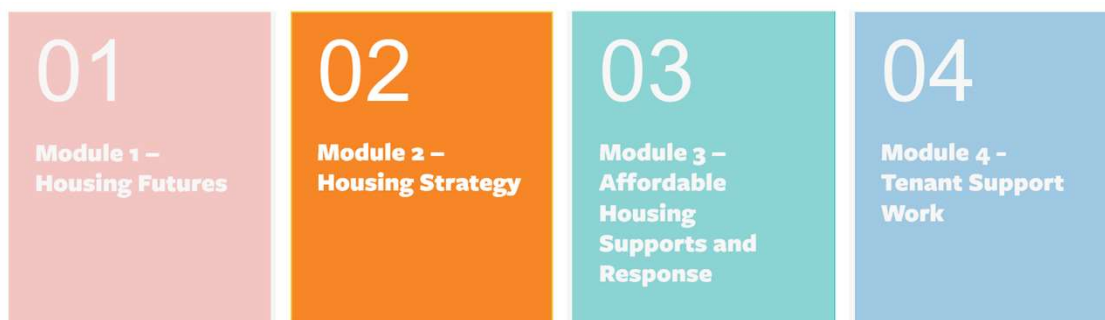 01
Module 1 –
Housing Futures
02
Module 2 –
Housing Strategy
03
Module 3 –
Affordable
Housing
Supports and
Response
04
Module 4 -
Tenant Support
Work